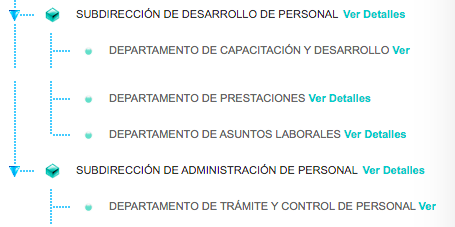 SUBDIRECCIÓN DE DESARROLLO DE PERSONAL Ver Detalles
DEPARTAMENTO DE CAPACITACIÓN Y DESARROLLO Ver
DEPARTAMENTO DE PRESTACIONES Ver Detalles
DEPARTAMENTO DE ASUNTOS LABORALES Ver Detalles
SUBDIRECCIÓN DE ADMINISTRACIÓN DE PERSONAL Ver Detalles
DEPARTAMENTO DE TRÁMITE Y CONTROL DE PERSONAL Ver